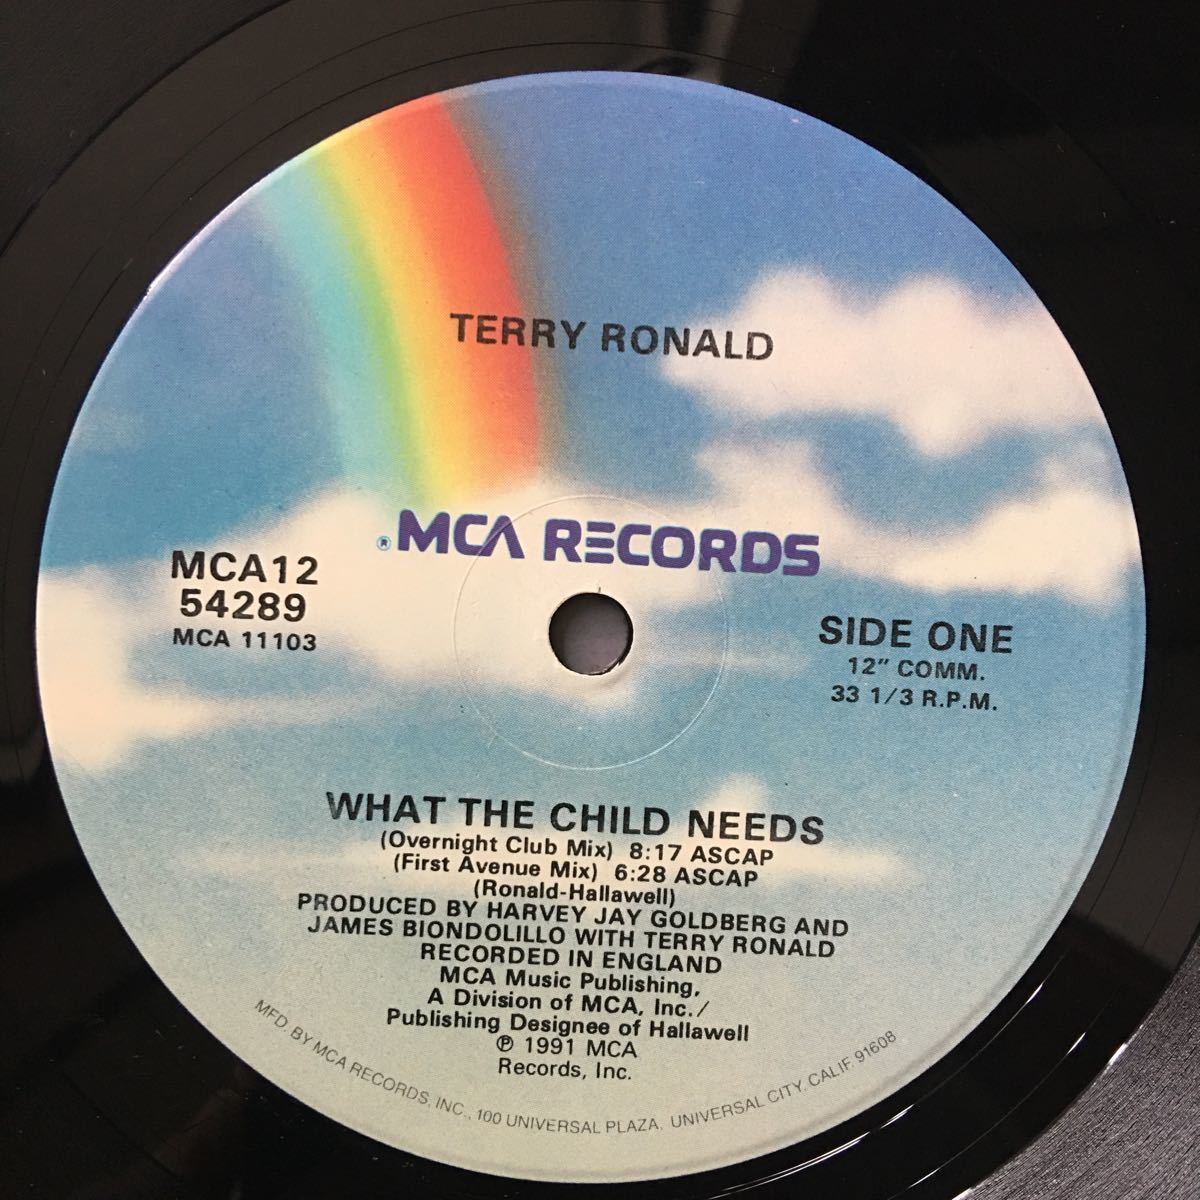 TERRY RONALD
® MCA RECORDS
MCA12
54289
MCA 11103
SIDE ONE
12" COMM.
33 1/3 R.P.M.
WHAT THE CHILD NEEDS
(Overnight Club Mix) 8:17 ASCAP
(First Avenue Mix) 6:28 ASCAP
(Ronald-Hallawell)
PRODUCED BY HARVEY JAY GOLDBERG AND
JAMES BIONDOLILLO WITH TERRY RONALD
RECORDED IN ENGLAND
MCA Music Publishing,
A Division of MCA, Inc./
Publishing Designee of Hallawell
℗ 1991 MCA
Records, Inc.
MFD. BY MCA RECORDS, INC., 100 UNIVERSAL PLAZA, UNIVERSAL CITY, CALIF. 91608